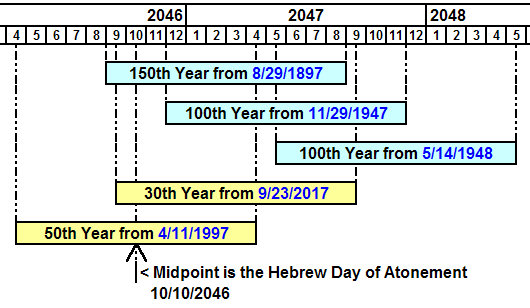 2046 2047 2048
4 5 6 7 8 9 10 11 12 1 2 3 4 5 6 7 8 9 10 11 12 1 2 3 4 5
150th Year from 8/29/1897
100th Year from 11/29/1947
100th Year from 5/14/1948
30th Year from 9/23/2017
50th Year from 4/11/1997
< Midpoint is the Hebrew Day of Atonement
10/10/2046